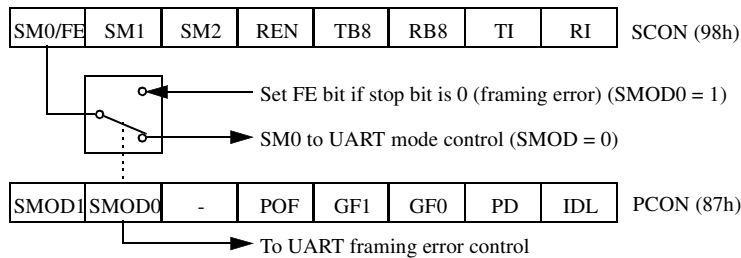 SM0/FE SM1 SM2 REN TB8 RB8 TI RI SCON (98h)
Set FE bit if stop bit is 0 (framing error) (SMOD0 = 1)
SM0 to UART mode control (SMOD = 0)
SMOD1 SMOD0 - POF GF1 GF0 PD IDL PCON (87h)
To UART framing error control